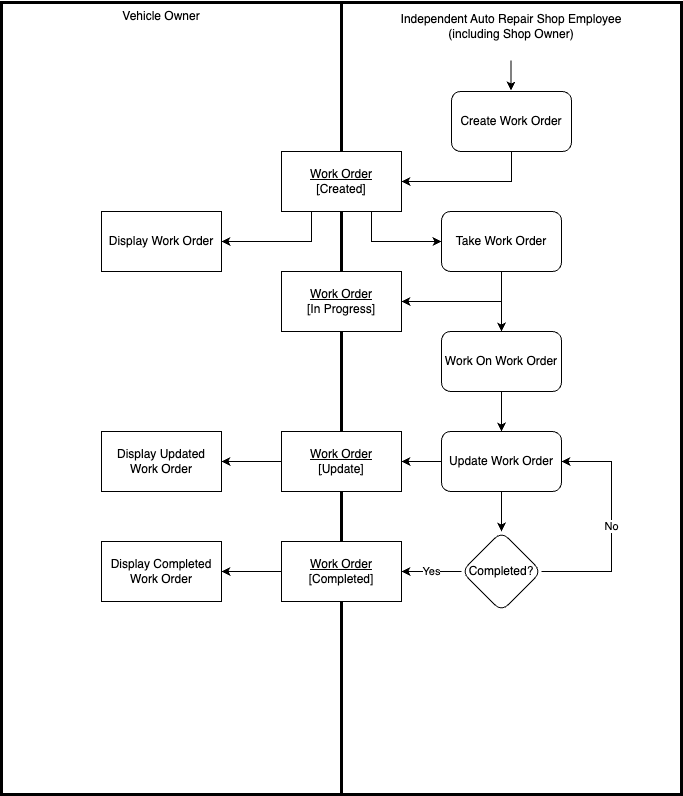 Vehicle Owner
Independent Auto Repair Shop Employee
(including Shop Owner)
Create Work Order
Work Order
[Created]
Display Work Order
Take Work Order
Work Order
[In Progress]
Work On Work Order
Display Updated
Work Order
Work Order
[Update]
Update Work Order
No
Display Completed
Work Order
Work Order
[Completed]
Yes
Completed?